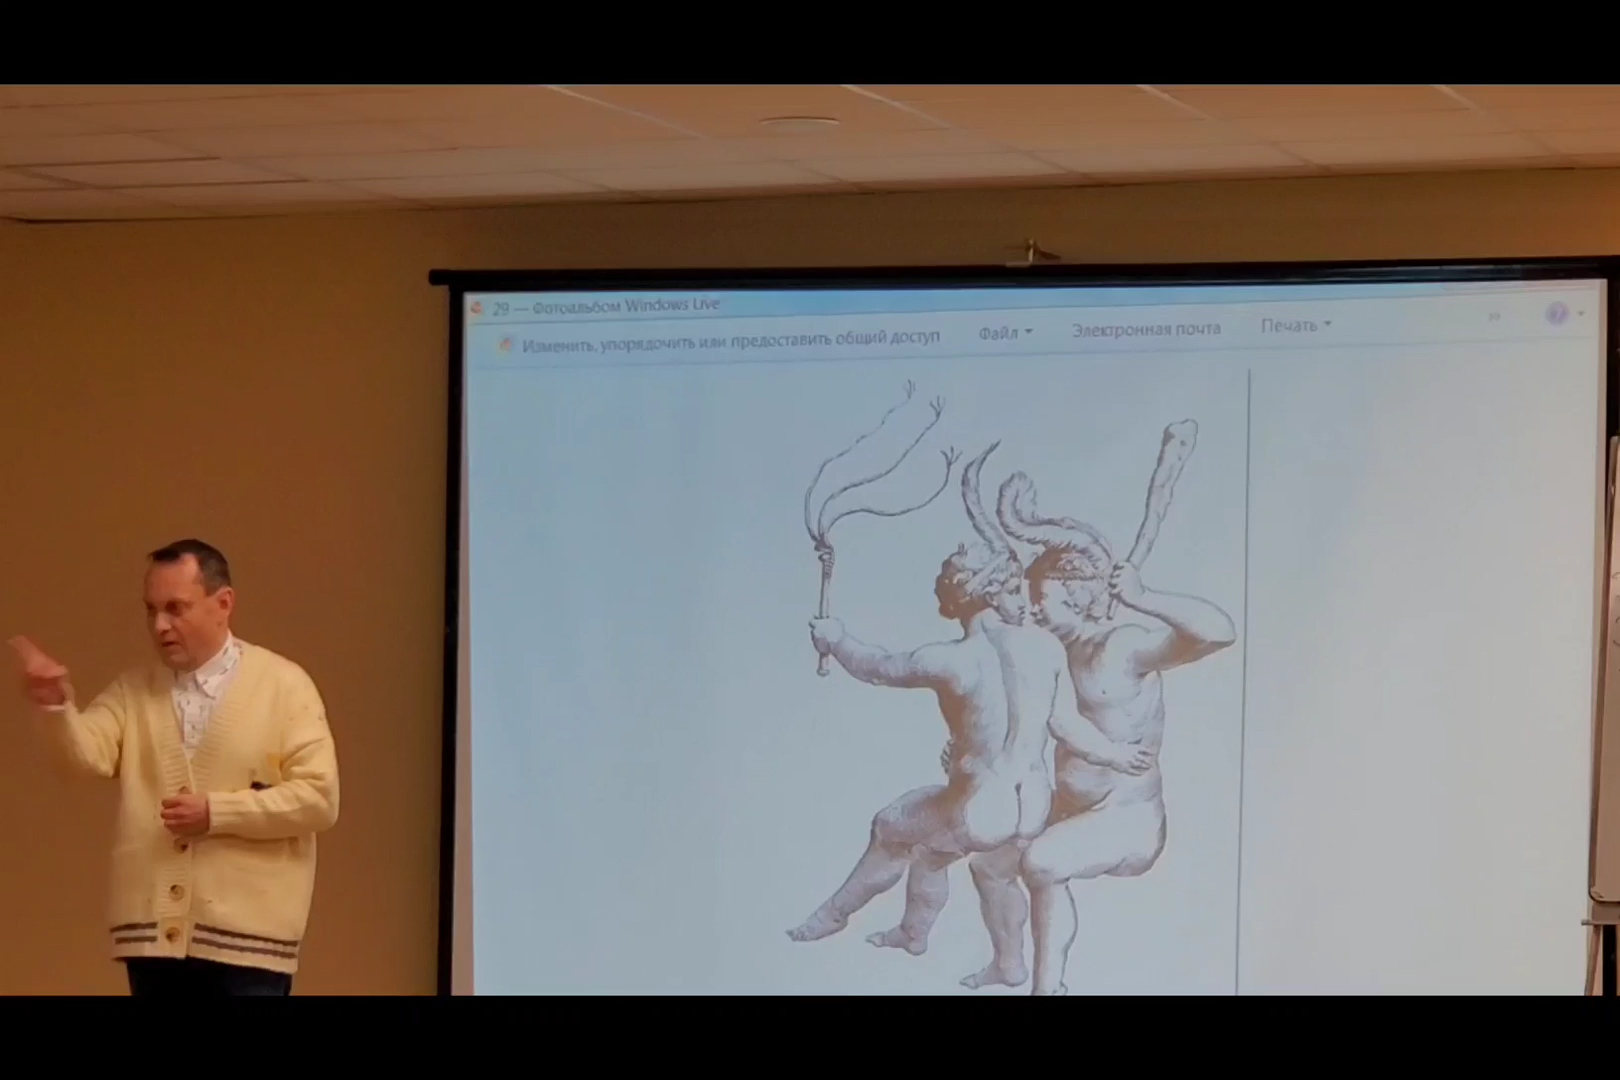 29 — Фотоальбом Windows Live
Изменить, упорядочить или предоставить общий доступ Файл Электронная почта Печать